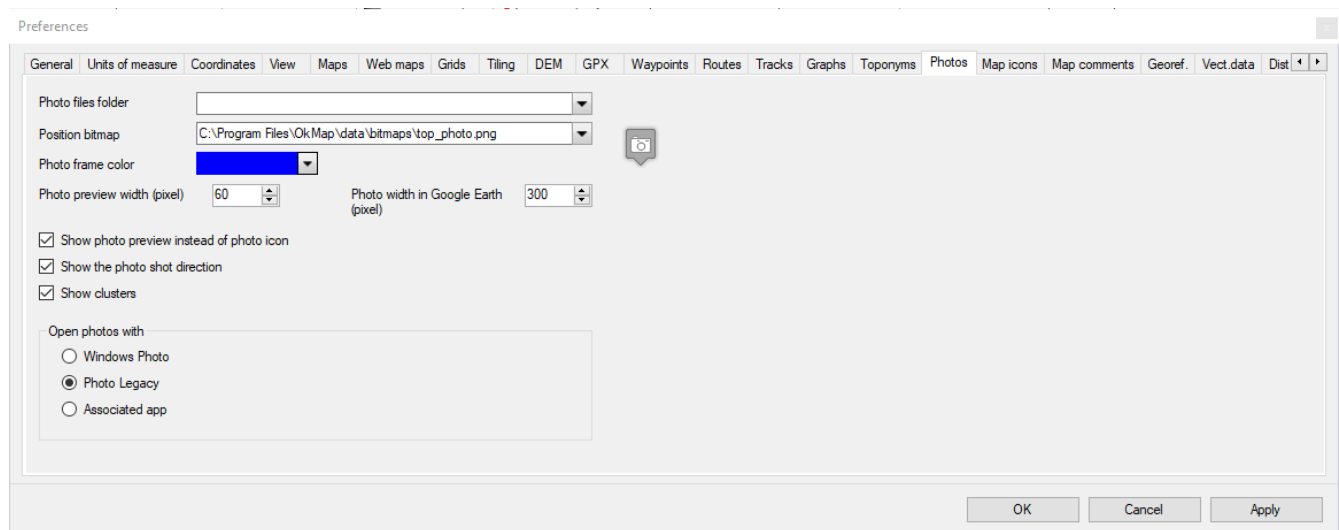 Preferences
General Units of measure Coordinates View Maps Web maps Grids Tiling DEM GPX Waypoints Routes Tracks Graphs Toponyms Photos Map icons Map comments Georef. Vect.data Dist
Photo files folder
Position bitmap C:\Program Files\OkMap\data\bitmaps\top_photo.png
Photo frame color
Photo preview width (pixel) 60 Photo width in Google Earth 300
(pixel)
Show photo preview instead of photo icon
Show the photo shot direction
Show clusters
Open photos with
Windows Photo
Photo Legacy
Associated app
OK Cancel Apply